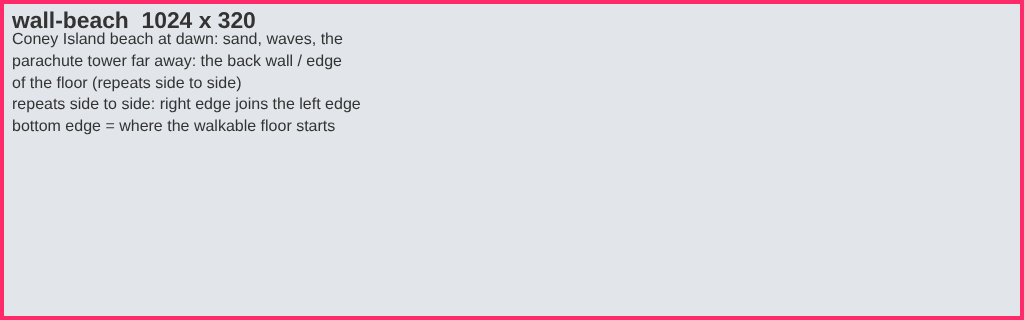 wall-beach  1024 x 320
Coney Island beach at dawn: sand, waves, the
parachute tower far away: the back wall / edge
of the floor (repeats side to side)
repeats side to side: right edge joins the left edge
bottom edge = where the walkable floor starts